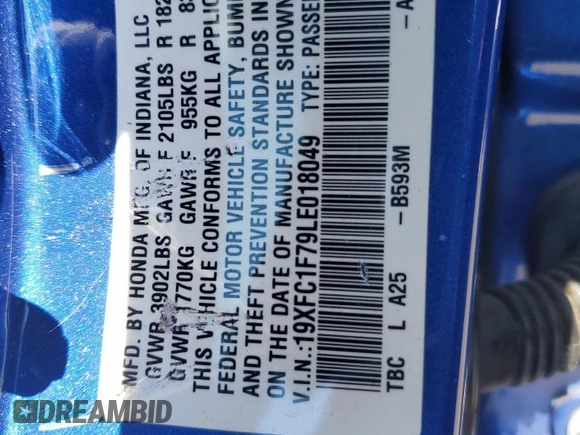 MFD. BY HONDA MFG. OF INDIANA, LLC
GVWR 3902LBS GAWR F 2105LBS R 182
GVWR 1770KG GAWR F 955KG R 83
THIS VEHICLE CONFORMS TO ALL APPLIC
FEDERAL MOTOR VEHICLE SAFETY, BUMP
AND THEFT PREVENTION STANDARDS IN
ON THE DATE OF MANUFACTURE SHOWN
V.I.N.:19XFC1F79LE018049 TYPE: PASSE
TBC L A25 -B593M -A
DREAMBID